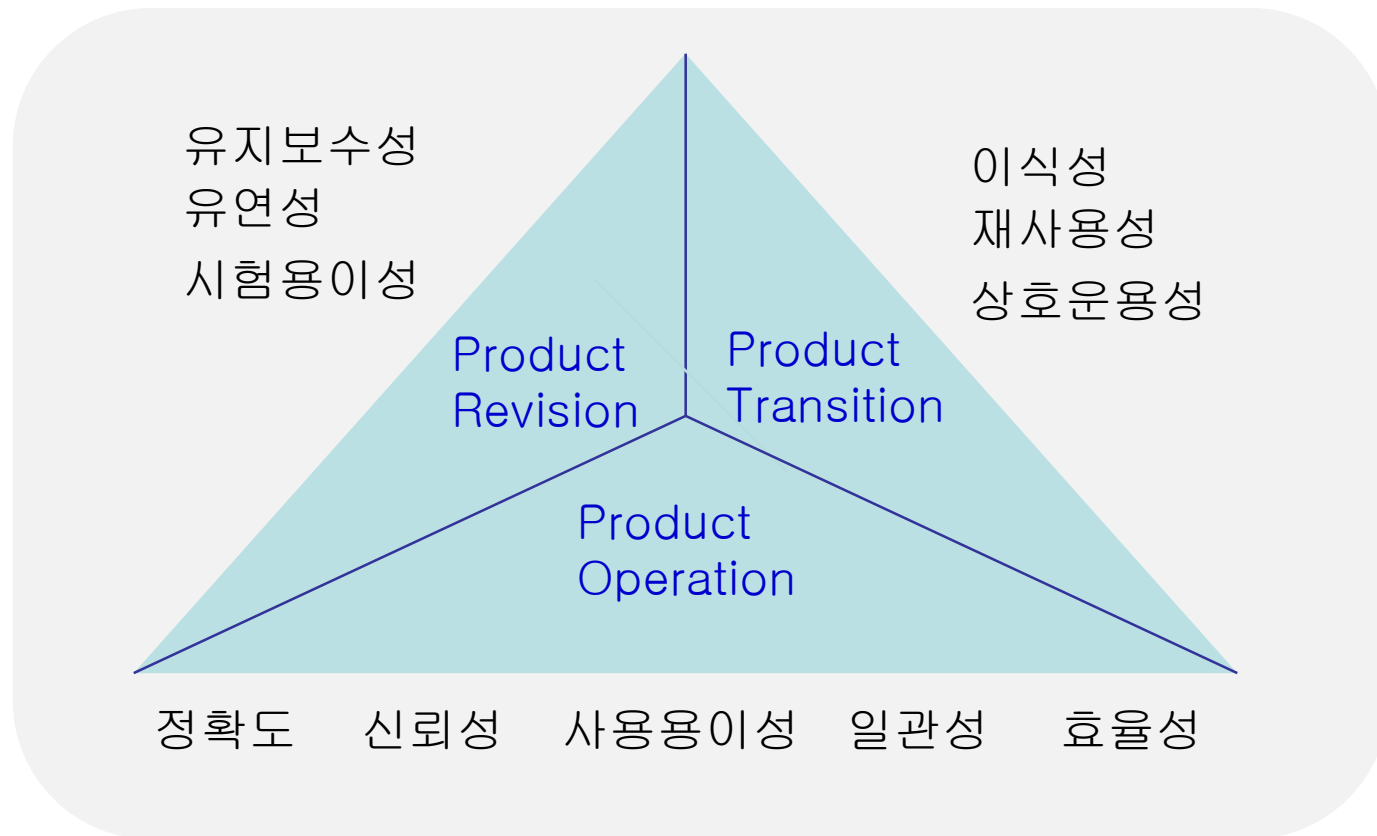 유지보수성
유연성
시험용이성
이식성
재사용성
상호운용성
Product
Revision
Product
Transition
Product
Operation
정확도 신뢰성 사용용이성 일관성 효율성